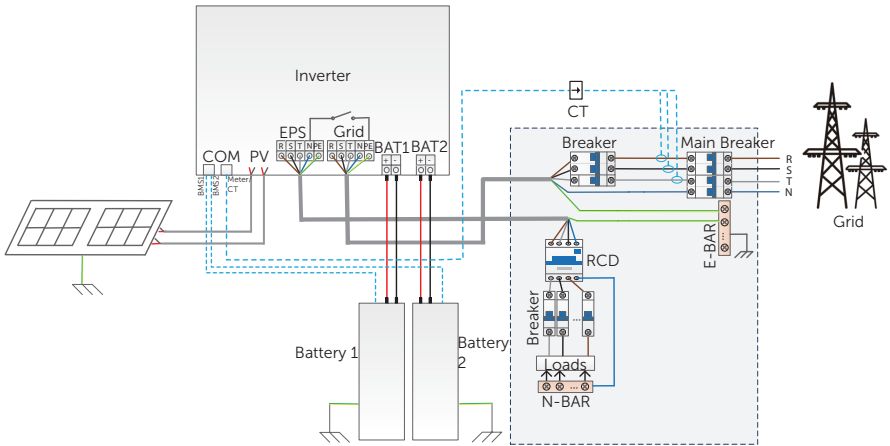 Inverter
EPS
Grid
R S T N PE
R S T N PE
BAT1
BAT2
+ -
+ -
COM
PV
BMS1
BMS2
Meter/
CT
CT
Breaker
Main Breaker
R
S
T
N
Grid
E-BAR
RCD
Breaker
...
Loads
...
N-BAR
Battery 1
Battery
2